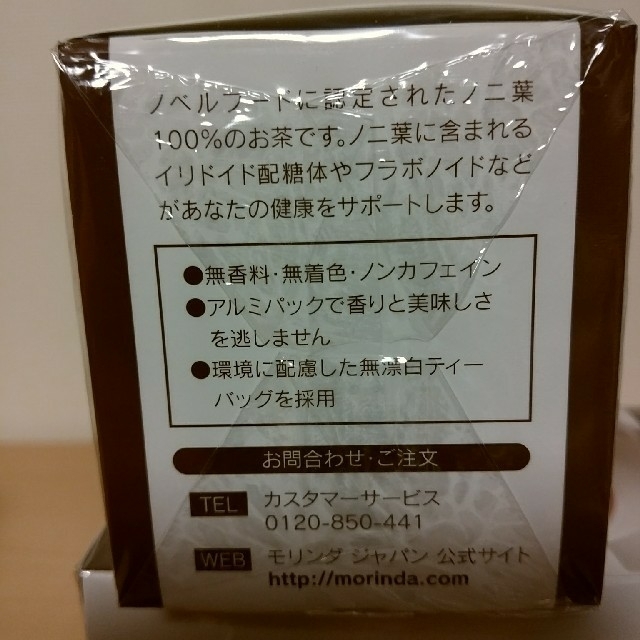 ノベルフードに認定されたノニ葉
100%のお茶です。ノニ葉に含まれる
イリドイド配糖体やフラボノイドなど
があなたの健康をサポートします。
●無香料・無着色・ノンカフェイン
●アルミパックで香りと美味しさ
を逃しません
●環境に配慮した無漂白ティー
バッグを採用
お問合わせ・ご注文
TEL カスタマーサービス
0120-850-441
WEB モリンダ ジャパン 公式サイト
http://morinda.com